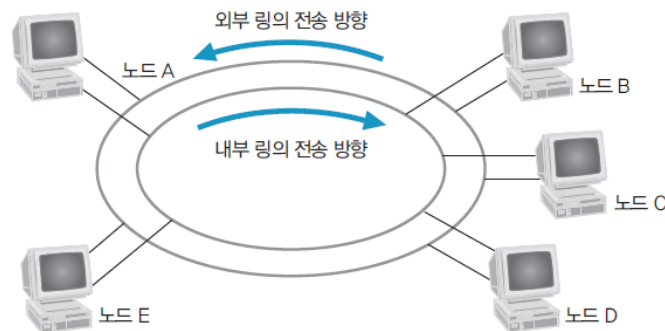 외부 링의 전송 방향
노드 A
노드 B
내부 링의 전송 방향
노드 C
노드 E
노드 D